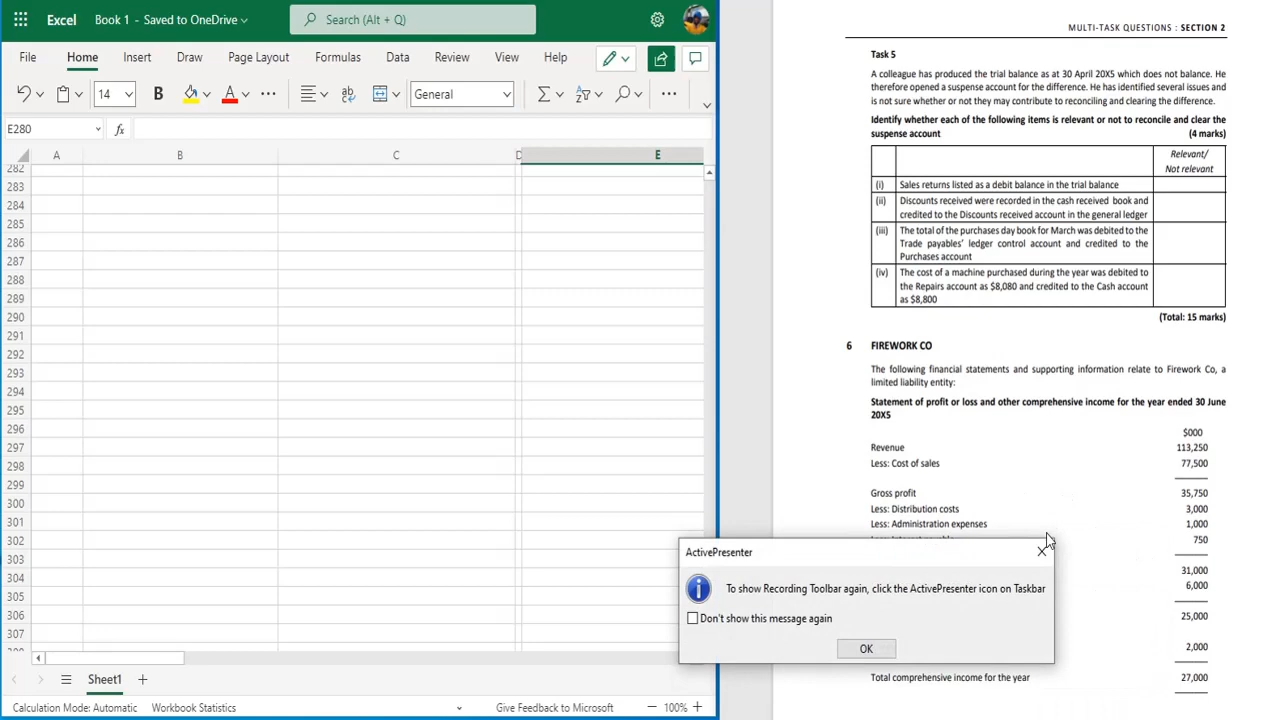 Excel Book 1 - Saved to OneDrive Search (Alt + Q)
File Home Insert Draw Page Layout Formulas Data Review View Help
14 B A General
E280 fx
A B C D E
282
283
284
285
286
287
288
289
290
291
292
293
294
295
296
297
298
299
300
301
302
303
304
305
306
307
Sheet1
Calculation Mode: Automatic Workbook Statistics Give Feedback to Microsoft 100%
MULTI-TASK QUESTIONS : SECTION 2
Task 5
A colleague has produced the trial balance as at 30 April 20X5 which does not balance. He
therefore opened a suspense account for the difference. He has identified several issues and
is not sure whether or not they may contribute to reconciling and clearing the difference.
Identify whether each of the following items is relevant or not to reconcile and clear the
suspense account (4 marks)
Relevant/
Not relevant
(i) Sales returns listed as a debit balance in the trial balance
(ii) Discounts received were recorded in the cash received book and
credited to the Discounts received account in the general ledger
(iii) The total of the purchases day book for March was debited to the
Trade payables' ledger control account and credited to the
Purchases account
(iv) The cost of a machine purchased during the year was debited to
the Repairs account as $8,080 and credited to the Cash account
as $8,800
(Total: 15 marks)
6 FIREWORK CO
The following financial statements and supporting information relate to Firework Co, a
limited liability entity:
Statement of profit or loss and other comprehensive income for the year ended 30 June
20X5
$000
Revenue 113,250
Less: Cost of sales 77,500
Gross profit 35,750
Less: Distribution costs 3,000
Less: Administration expenses 1,000
750
31,000
6,000
25,000
2,000
Total comprehensive income for the year 27,000
ActivePresenter
To show Recording Toolbar again, click the ActivePresenter icon on Taskbar
Don't show this message again
OK